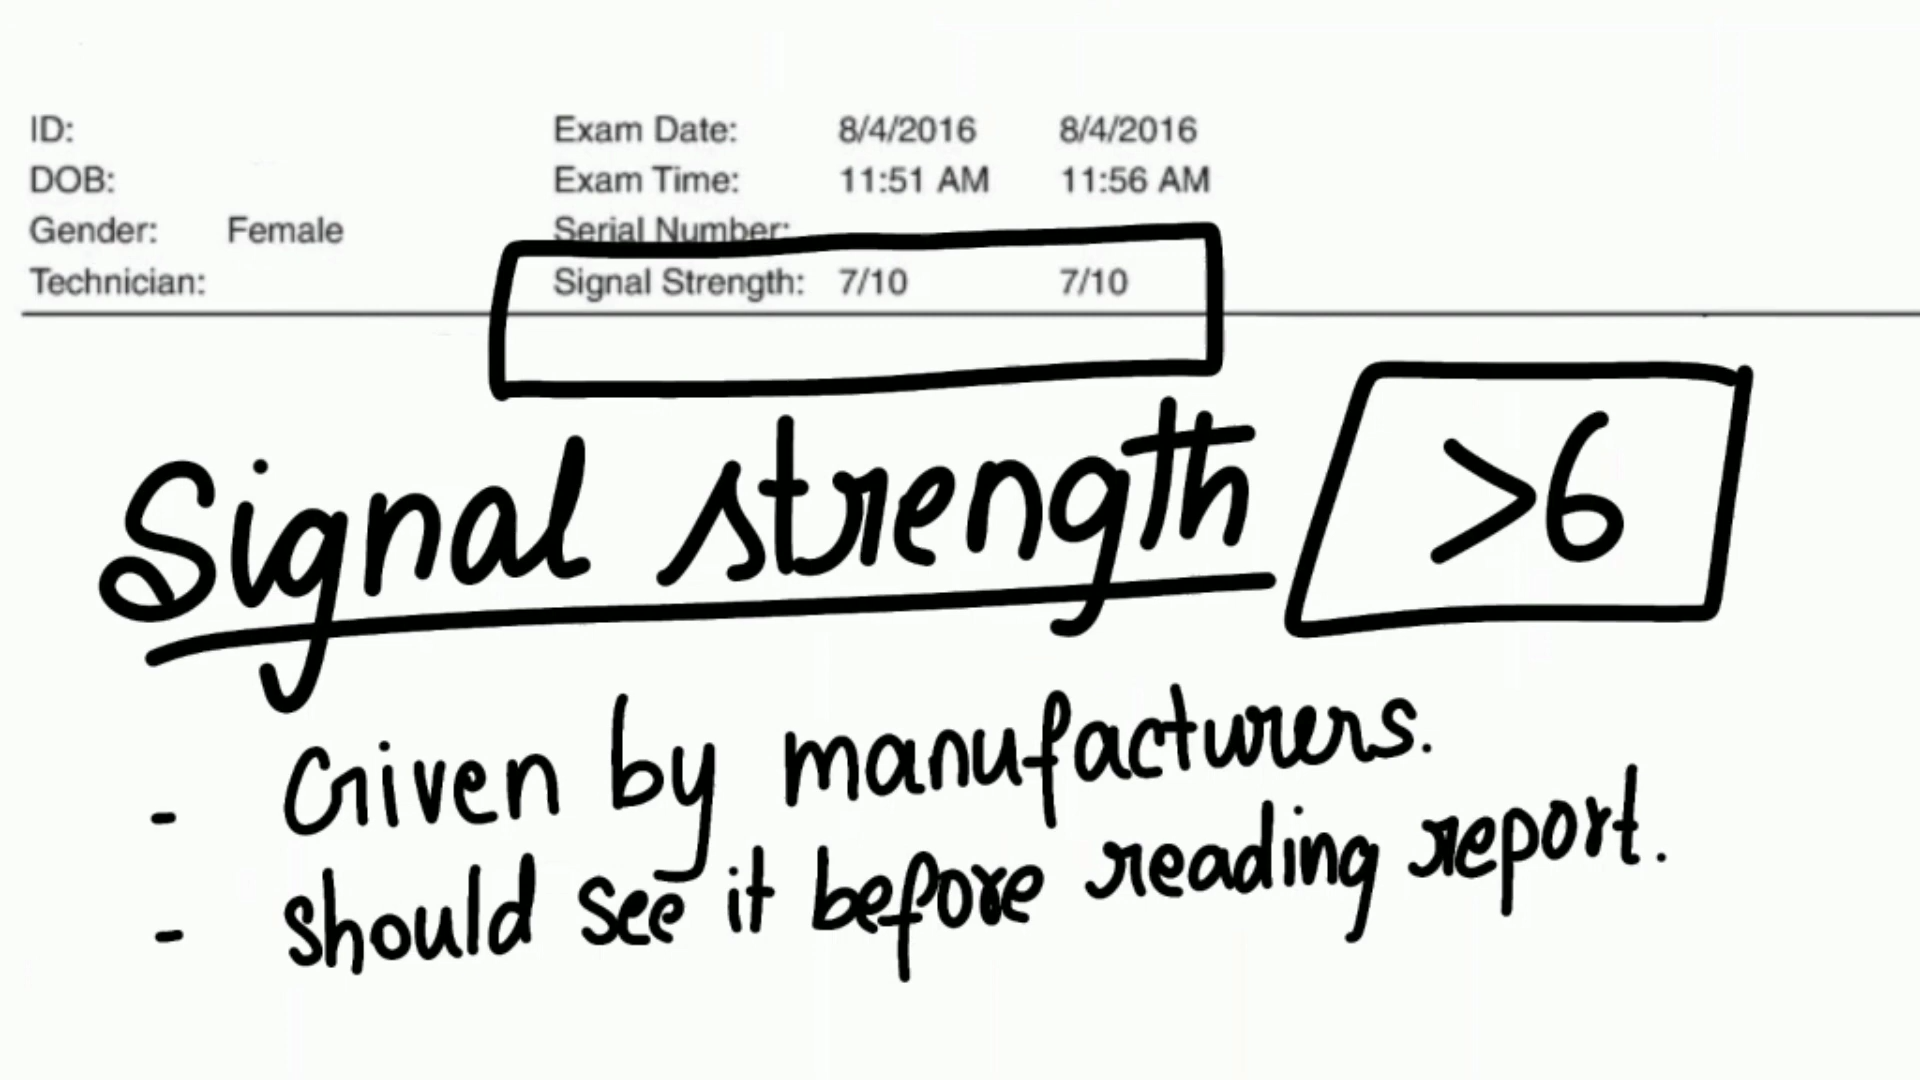 ID: Exam Date: 8/4/2016 8/4/2016
DOB: Exam Time: 11:51 AM 11:56 AM
Gender: Female Serial Number:
Technician: Signal Strength: 7/10 7/10
Signal strength >6
- Given by manufacturers.
- should see it before reading report.